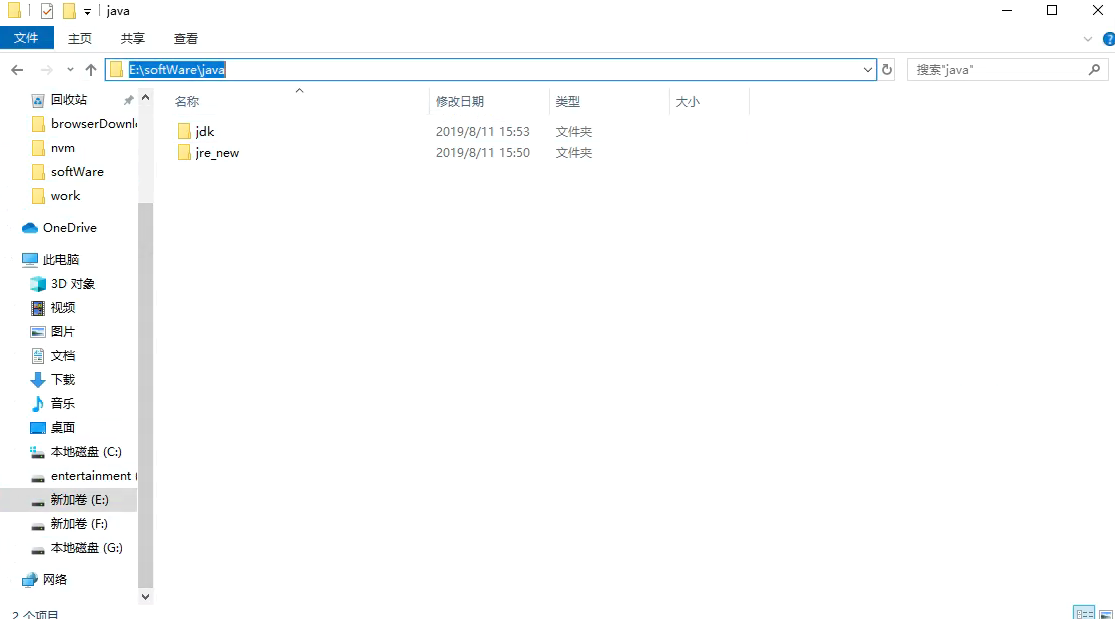 java
文件 主页 共享 查看
E:\softWare\java 搜索"java"
名称 修改日期 类型 大小
jdk 2019/8/11 15:53 文件夹
jre_new 2019/8/11 15:50 文件夹
回收站
browserDownl
nvm
softWare
work
OneDrive
此电脑
3D 对象
视频
图片
文档
下载
音乐
桌面
本地磁盘 (C:)
entertainment (
新加卷 (E:)
新加卷 (F:)
本地磁盘 (G:)
网络
2 个项目